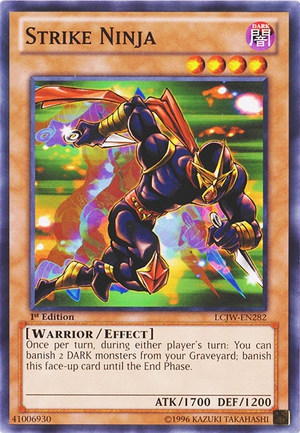 STRIKE NINJA
DARK
闇
LCJW-EN282
1st Edition
[WARRIOR/EFFECT]
Once per turn, during either player's turn: You can
banish 2 DARK monsters from your Graveyard; banish
this face-up card until the End Phase.
ATK/1700 DEF/1200
41006930
©1996 KAZUKI TAKAHASHI